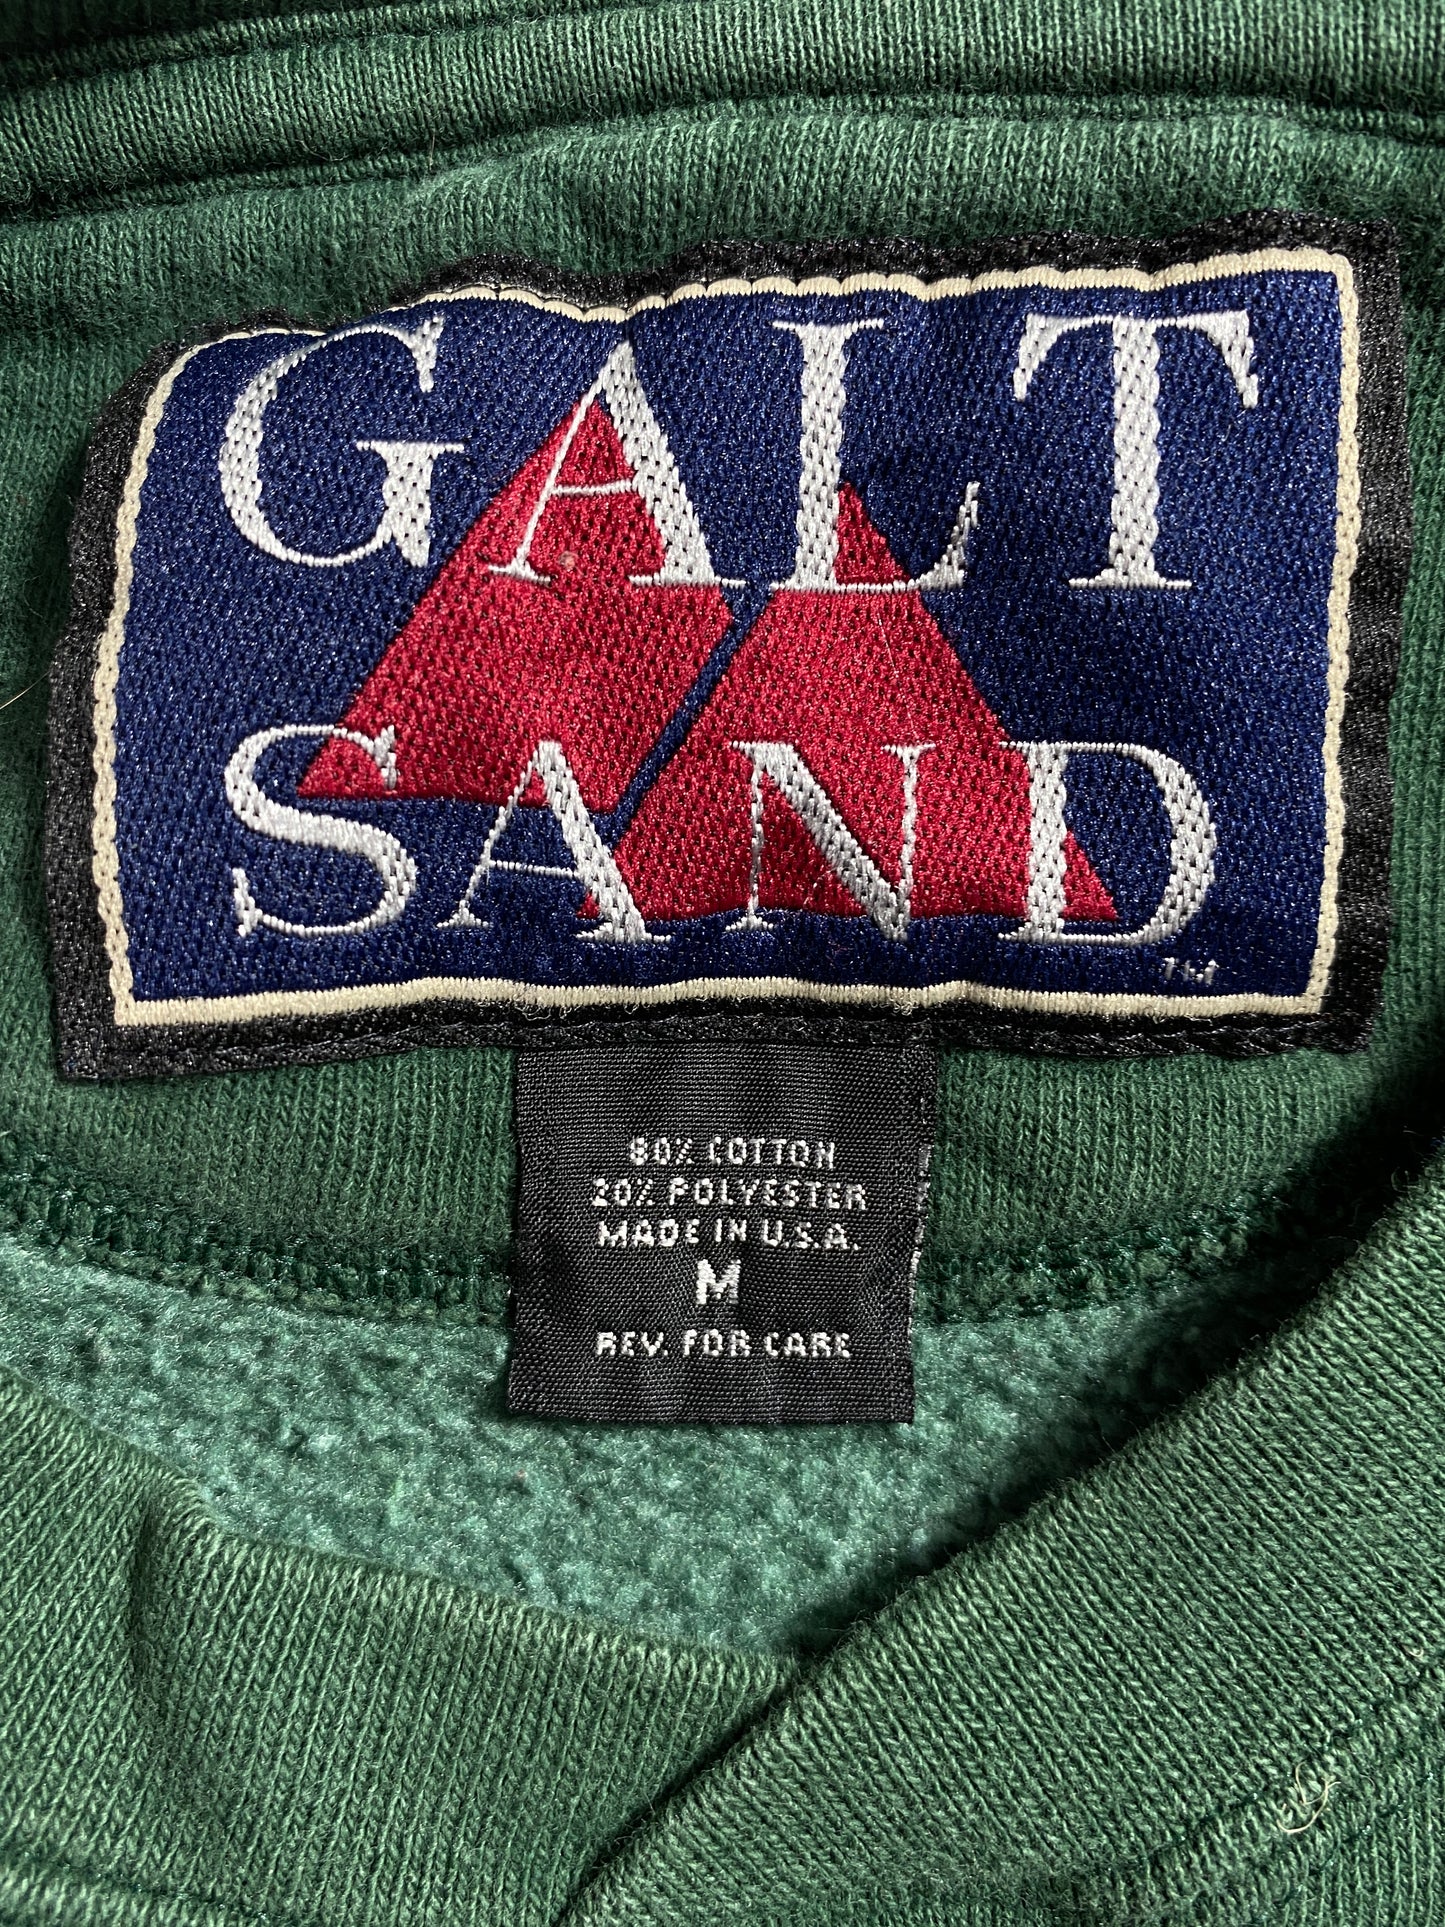 GALT
SAND
TM
80% COTTON
20% POLYESTER
MADE IN U.S.A.
M
REV. FOR CARE